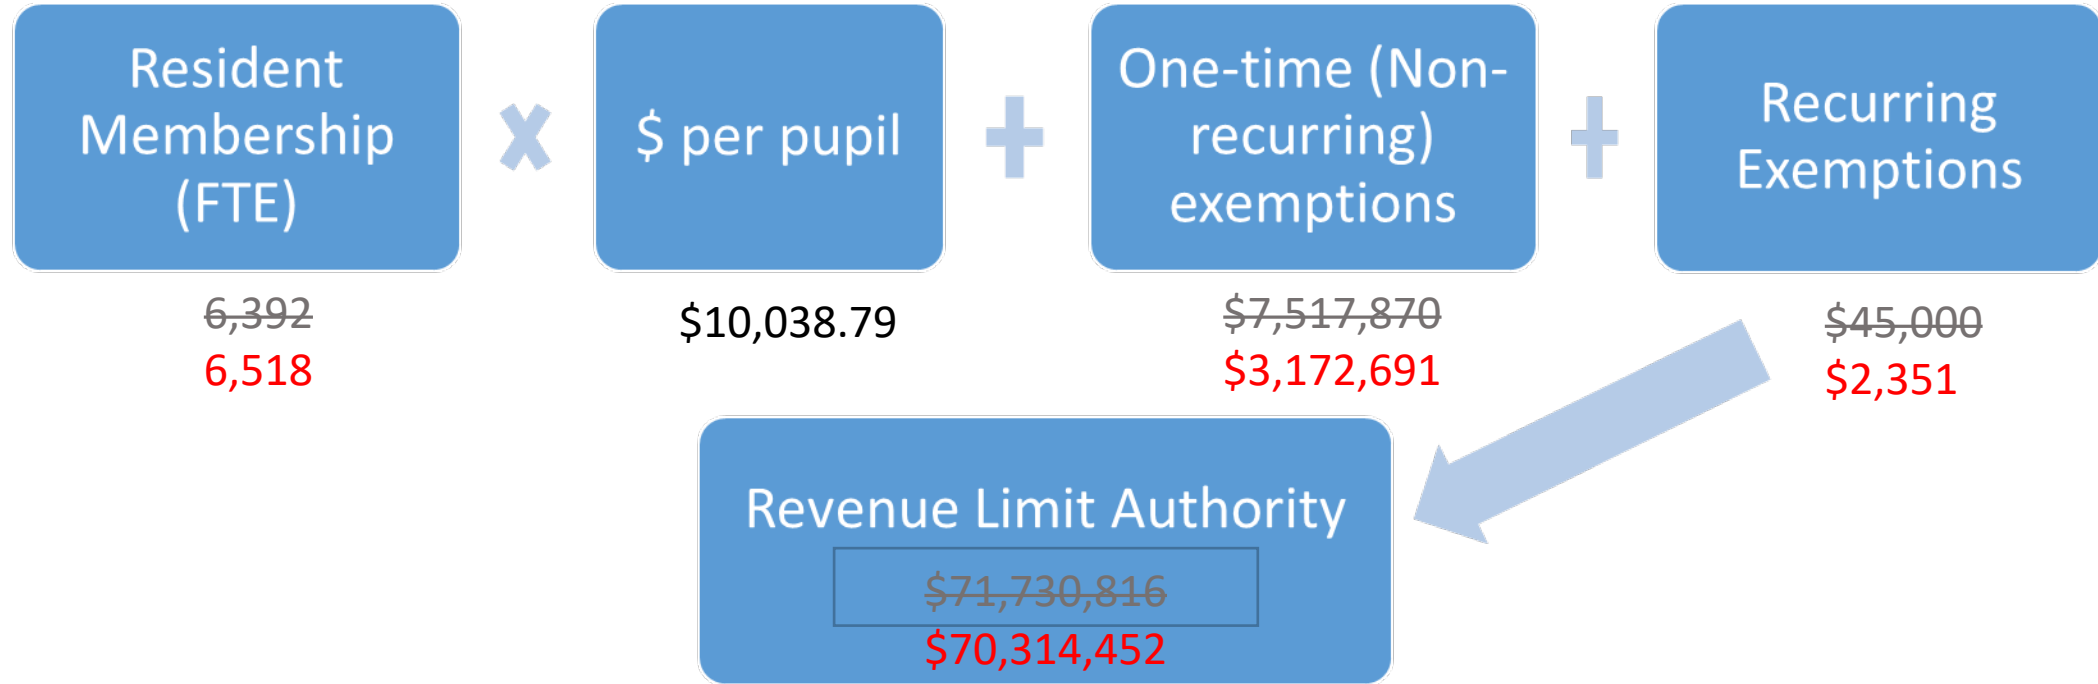 Resident
Membership
(FTE)
$ per pupil
One-time (Non-
recurring)
exemptions
Recurring
Exemptions
6,392
6,518
$10,038.79
$7,517,870
$3,172,691
$45,000
$2,351
Revenue Limit Authority
$71,730,816
$70,314,452